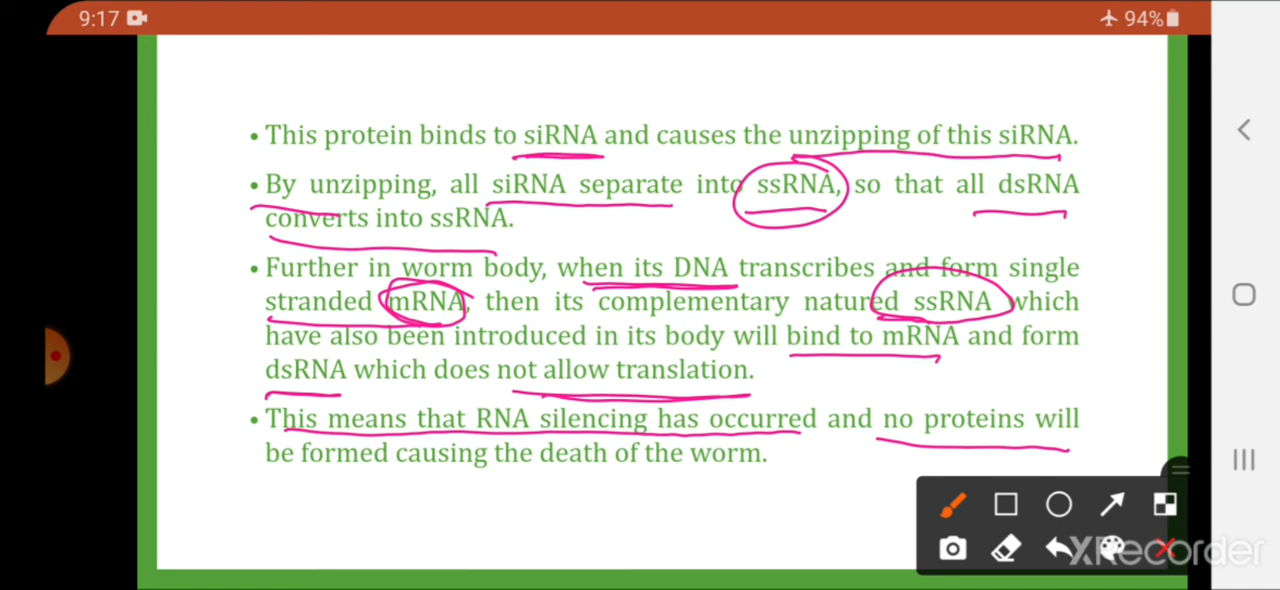 9:17
94%
• This protein binds to siRNA and causes the unzipping of this siRNA.
• By unzipping, all siRNA separate into ssRNA, so that all dsRNA
converts into ssRNA.
• Further in worm body, when its DNA transcribes and form single
stranded mRNA, then its complementary natured ssRNA which
have also been introduced in its body will bind to mRNA and form
dsRNA which does not allow translation.
• This means that RNA silencing has occurred and no proteins will
be formed causing the death of the worm.
XRecorder